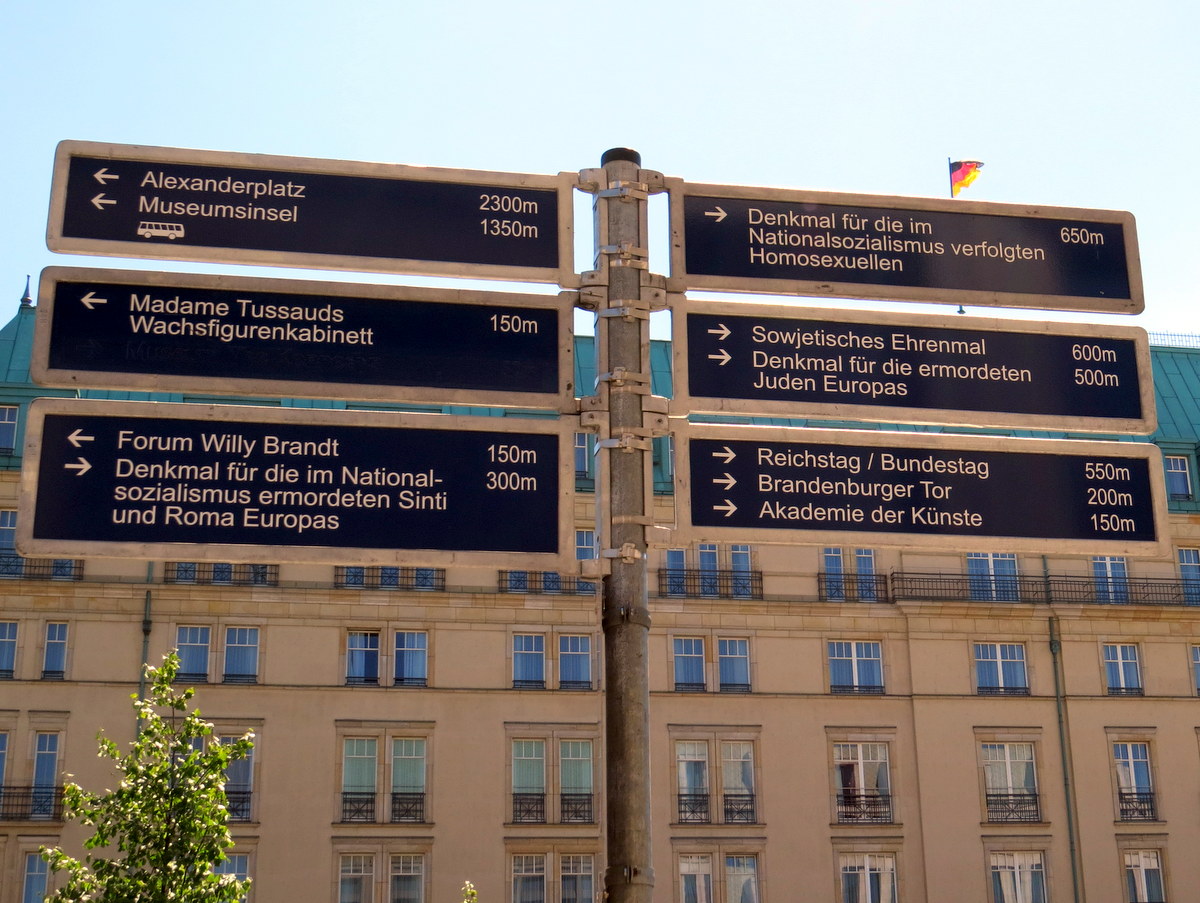 ← Alexanderplatz 2300m
← Museumsinsel 1350m
← Madame Tussauds
Wachsfigurenkabinett 150m
← Forum Willy Brandt 150m
→ Denkmal für die im National- 300m
sozialismus ermordeten Sinti
und Roma Europas
→ Denkmal für die im 650m
Nationalsozialismus verfolgten
Homosexuellen
→ Sowjetisches Ehrenmal 600m
→ Denkmal für die ermordeten 500m
Juden Europas
→ Reichstag / Bundestag 550m
→ Brandenburger Tor 200m
→ Akademie der Künste 150m